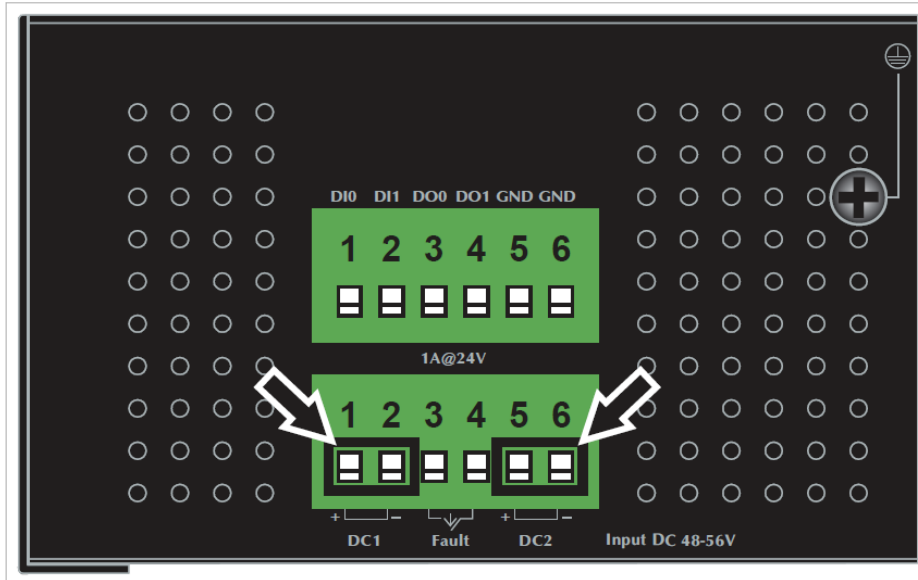 DI0 DI1 DO0 DO1 GND GND
1 2 3 4 5 6
1A@24V
1 2 3 4 5 6
+ − + −
DC1 Fault DC2 Input DC 48-56V